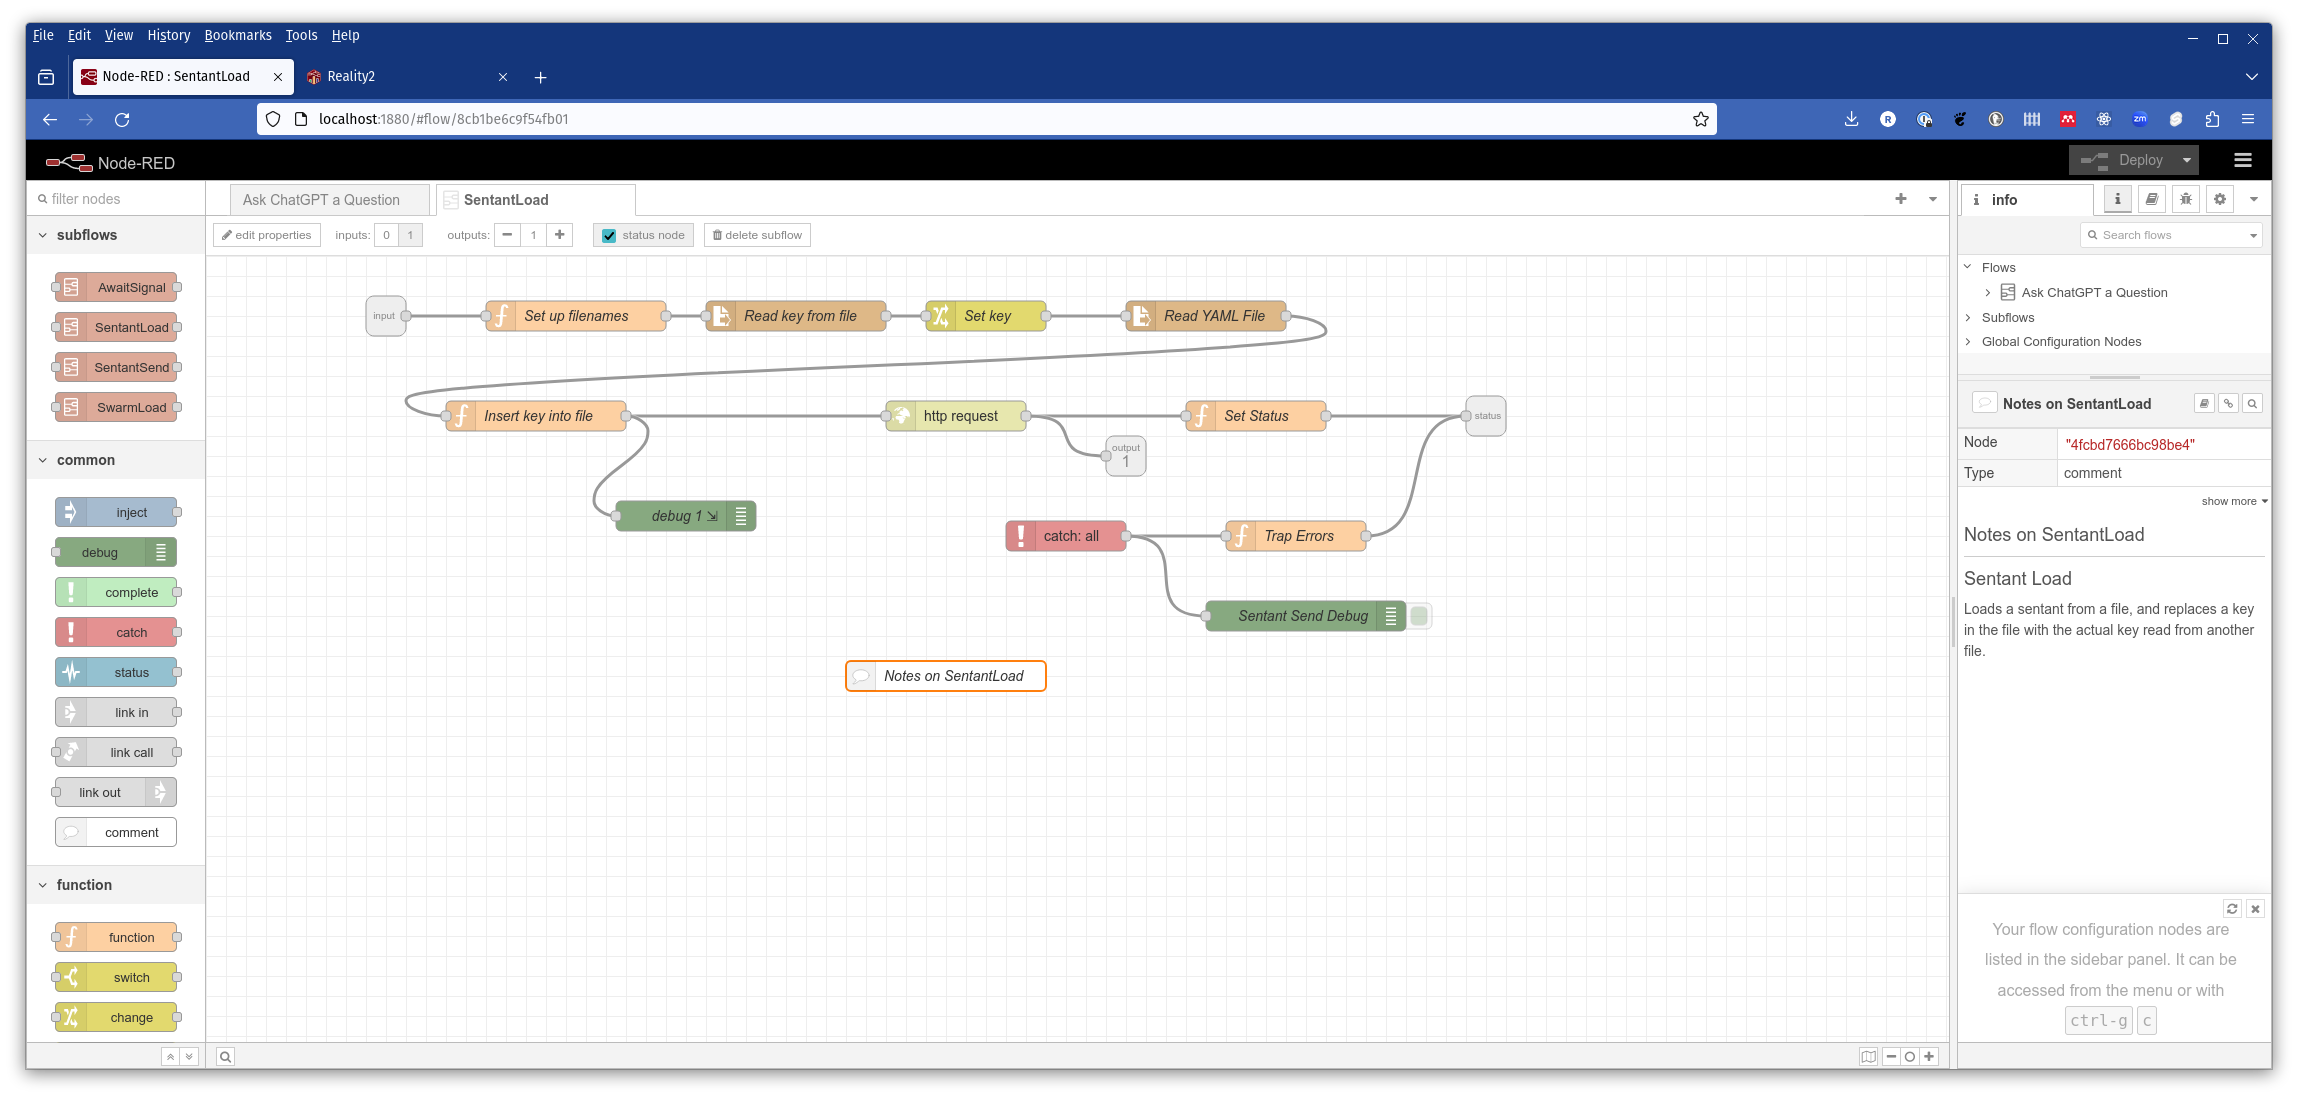 File Edit View History Bookmarks Tools Help
Node-RED : SentantLoad
Reality2
localhost:1880/#flow/8cb1be6c9f54fb01
Node-RED
Deploy
filter nodes
Ask ChatGPT a Question
SentantLoad
info
subflows
edit properties
inputs: 0 1
outputs: 1
status node
delete subflow
Search flows
AwaitSignal
SentantLoad
SentantSend
SwarmLoad
common
inject
debug
complete
catch
status
link in
link call
link out
comment
function
function
switch
change
input
Set up filenames
Read key from file
Set key
Read YAML File
Insert key into file
http request
Set Status
status
output
1
debug 1
catch: all
Trap Errors
Sentant Send Debug
Notes on SentantLoad
Flows
Ask ChatGPT a Question
Subflows
Global Configuration Nodes
Notes on SentantLoad
Node "4fcbd7666bc98be4"
Type comment
show more
Notes on SentantLoad
Sentant Load
Loads a sentant from a file, and replaces a key
in the file with the actual key read from another
file.
Your flow configuration nodes are
listed in the sidebar panel. It can be
accessed from the menu or with
ctrl-g c